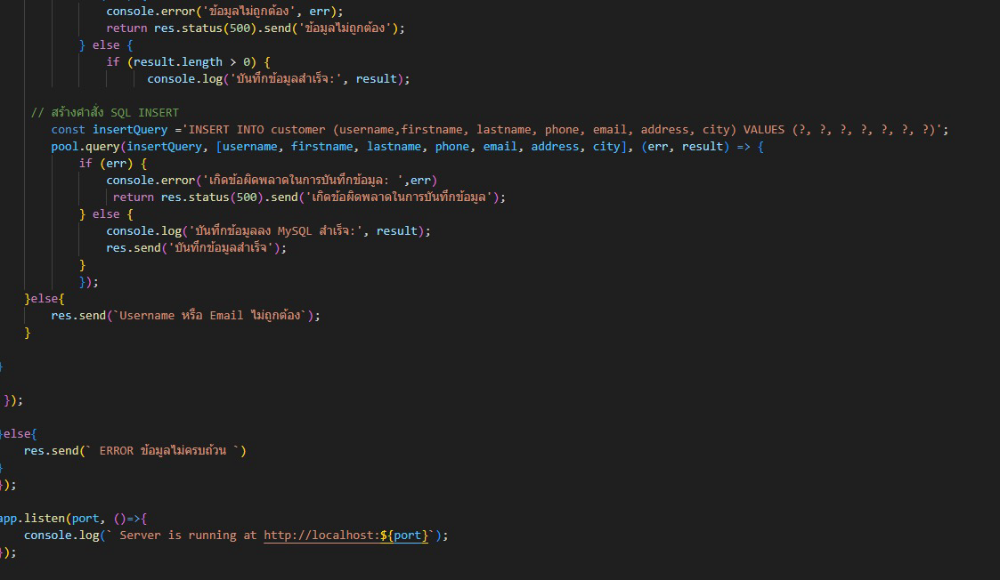 console.error('ข้อมูลไม่ถูกต้อง', err);
return res.status(500).send('ข้อมูลไม่ถูกต้อง');
} else {
if (result.length > 0) {
console.log('บันทึกข้อมูลสำเร็จ:', result);
// สร้างคำสั่ง SQL INSERT
const insertQuery ='INSERT INTO customer (username,firstname, lastname, phone, email, address, city) VALUES (?, ?, ?, ?, ?, ?, ?)';
pool.query(insertQuery, [username, firstname, lastname, phone, email, address, city], (err, result) => {
if (err) {
console.error('เกิดข้อผิดพลาดในการบันทึกข้อมูล: ',err)
return res.status(500).send('เกิดข้อผิดพลาดในการบันทึกข้อมูล');
} else {
console.log('บันทึกข้อมูลลง MySQL สำเร็จ:', result);
res.send('บันทึกข้อมูลสำเร็จ');
}
});
}else{
res.send(`Username หรือ Email ไม่ถูกต้อง`);
}
}
});
}else{
res.send(` ERROR ข้อมูลไม่ครบถ้วน `)
}
});
app.listen(port, ()=>{
console.log(` Server is running at http://localhost:${port}`);
});